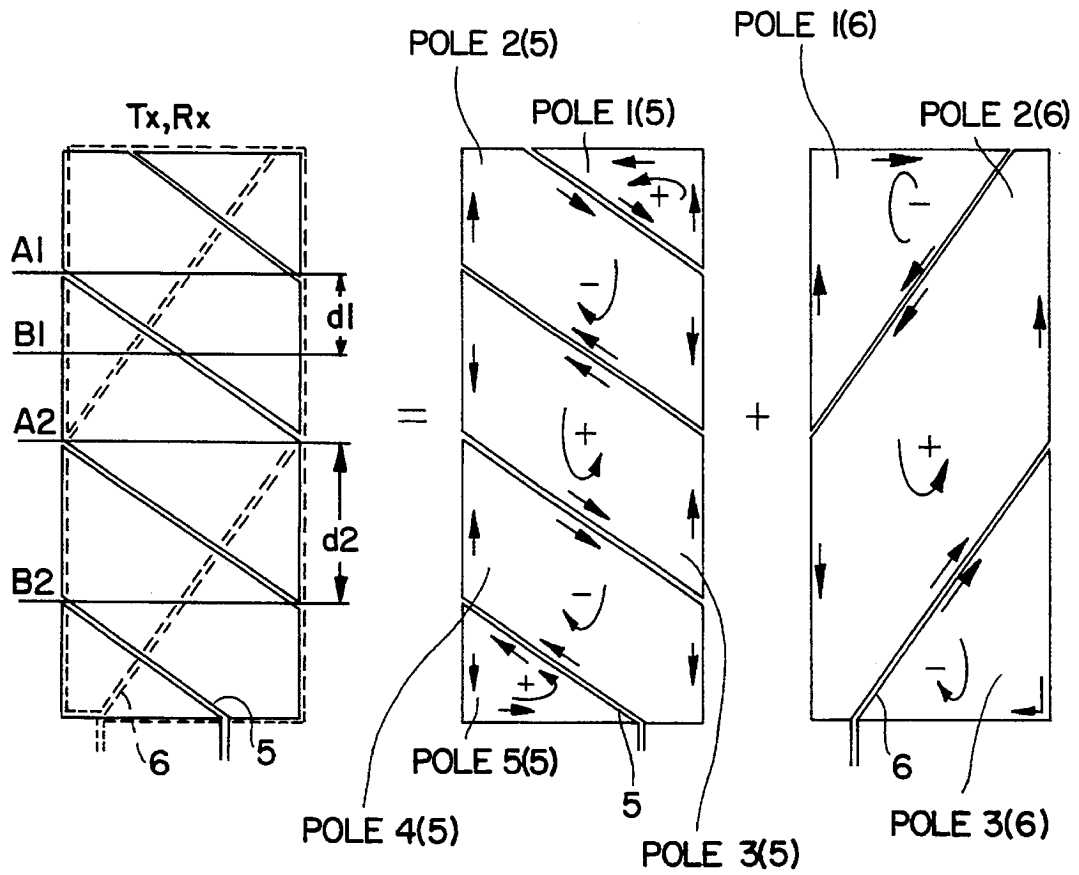 POLE 1(6)
POLE 2(5)
Tx,Rx
POLE 1(5)
POLE 2(6)
+
-
-
A1
d1
B1
-
=
+
A2
+
+
d2
B2
-
+
-
6
5
POLE 5(5)
5
6
POLE 4(5)
POLE 3(5)
POLE 3(6)